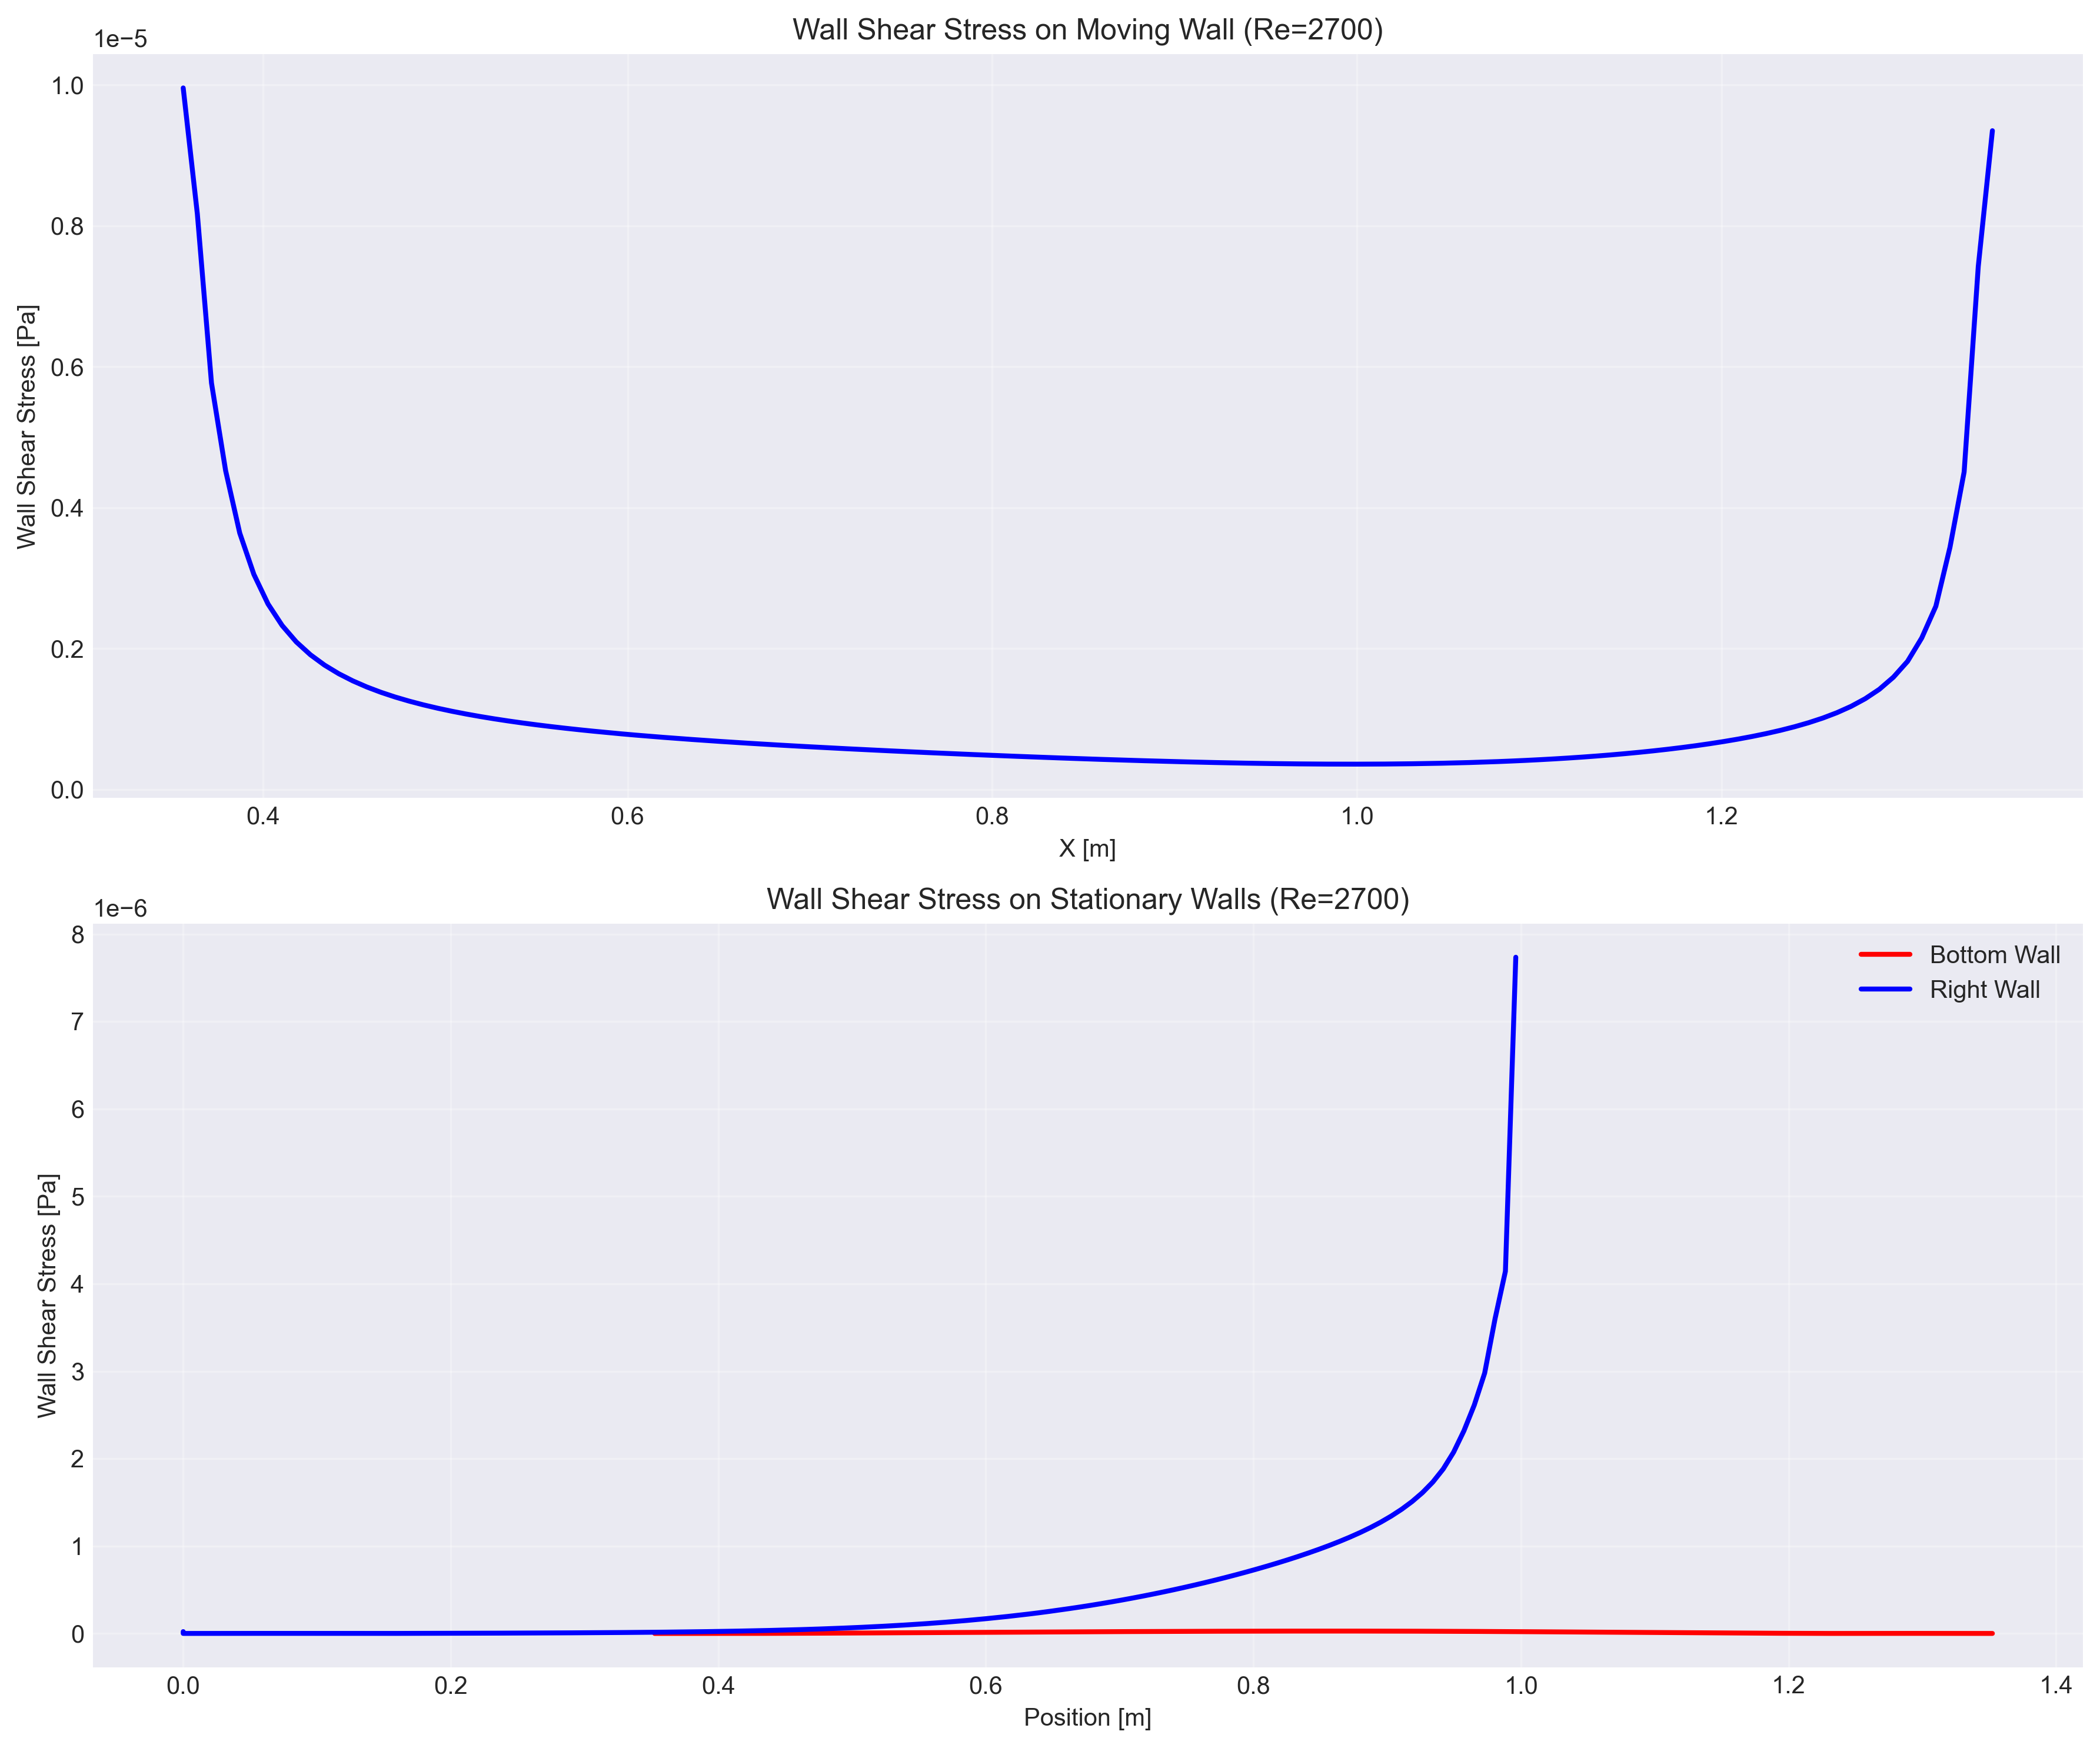 Wall Shear Stress on Moving Wall (Re=2700)
1e−5
1.0
0.8
0.6
0.4
0.2
0.0
Wall Shear Stress [Pa]
0.4 0.6 0.8 1.0 1.2
X [m]
Wall Shear Stress on Stationary Walls (Re=2700)
1e−6
8
7
6
5
4
3
2
1
0
Wall Shear Stress [Pa]
Bottom Wall
Right Wall
0.0 0.2 0.4 0.6 0.8 1.0 1.2 1.4
Position [m]